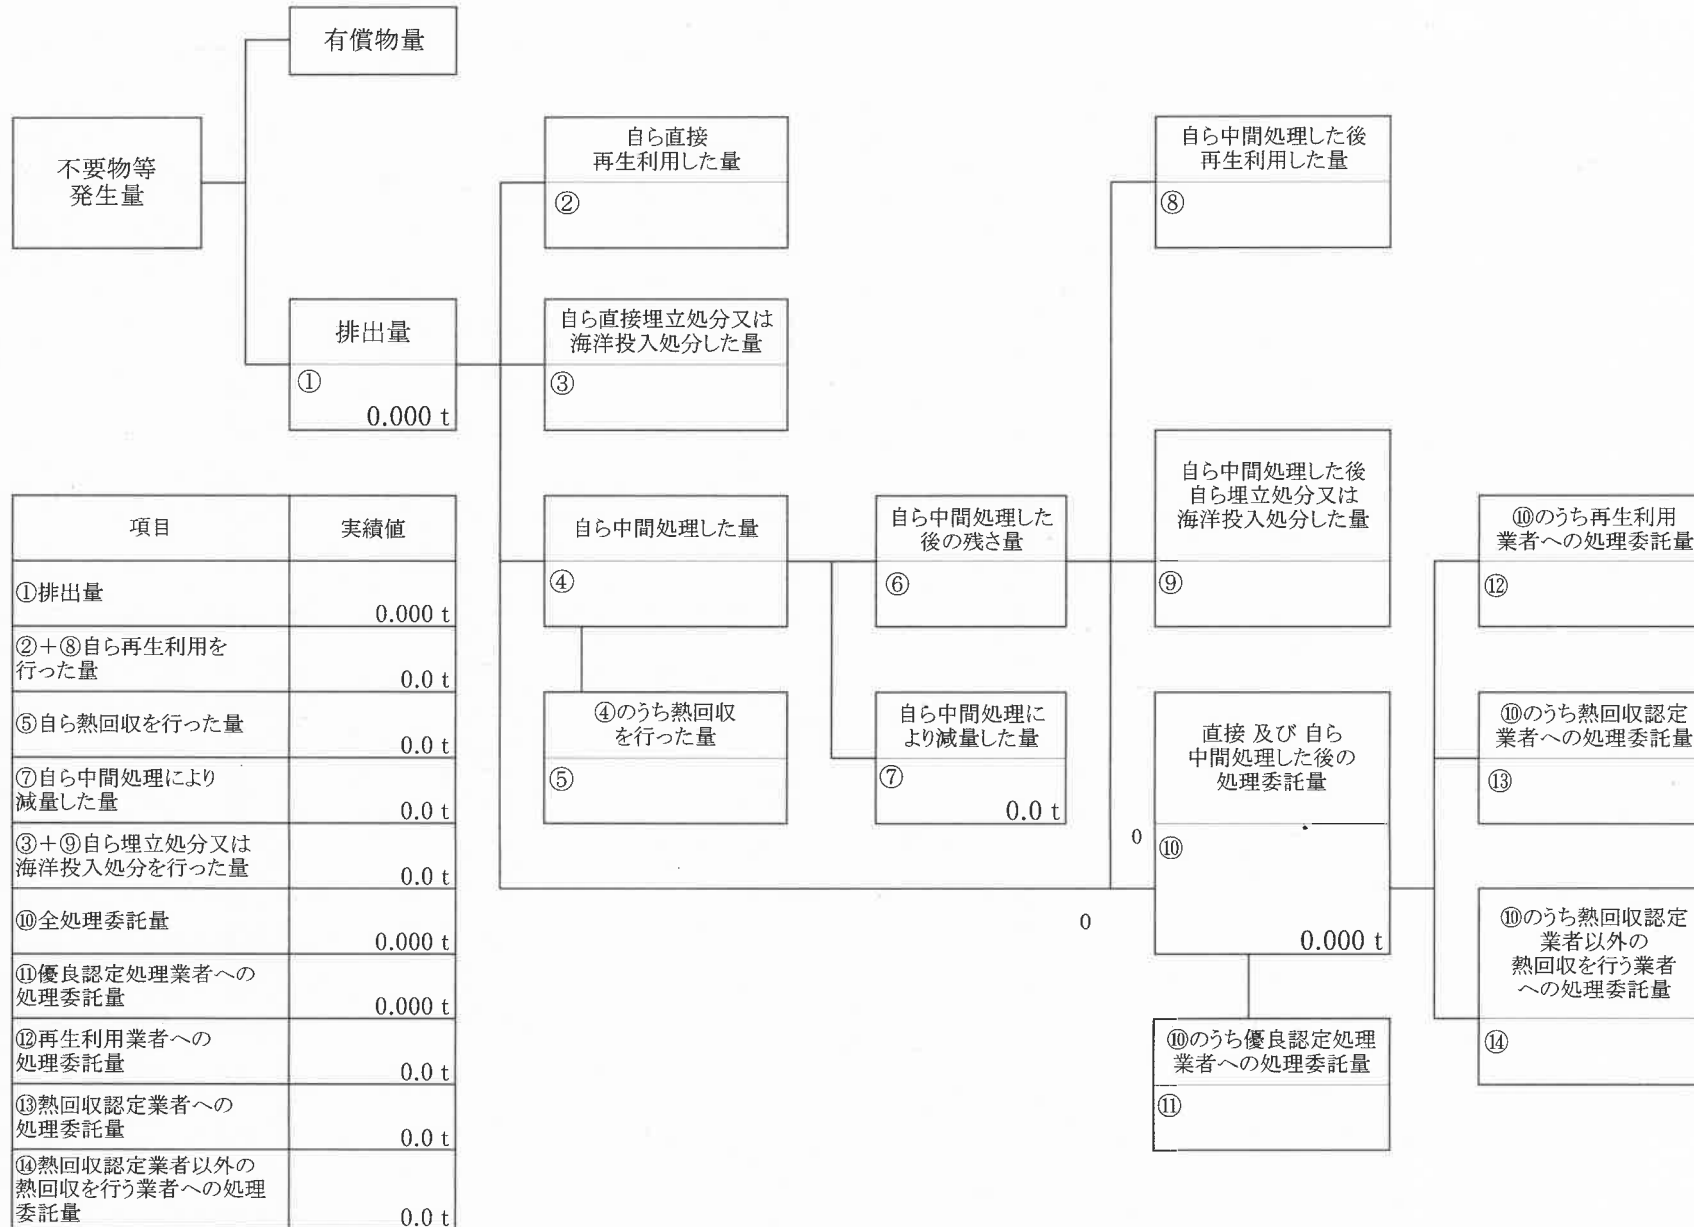 有償物量
不要物等
発生量
自ら直接
再生利用した量
②
自ら中間処理した後
再生利用した量
⑧
排出量
①
0.000 t
自ら直接埋立処分又は
海洋投入処分した量
③
自ら中間処理した量
④
自ら中間処理した
後の残さ量
⑥
自ら中間処理した後
自ら埋立処分又は
海洋投入処分した量
⑨
⑩のうち再生利用
業者への処理委託量
⑫
④のうち熱回収
を行った量
⑤
自ら中間処理に
より減量した量
⑦
0.0 t
直接 及び 自ら
中間処理した後の
処理委託量
0
⑩
0
0.000 t
⑩のうち熱回収認定
業者への処理委託量
⑬
⑩のうち熱回収認定
業者以外の
熱回収を行う業者
への処理委託量
⑭
⑩のうち優良認定処理
業者への処理委託量
⑪
項目 実績値
①排出量
0.000 t
②+⑧自ら再生利用を
行った量
0.0 t
⑤自ら熱回収を行った量
0.0 t
⑦自ら中間処理により
減量した量
0.0 t
③+⑨自ら埋立処分又は
海洋投入処分を行った量
0.0 t
⑩全処理委託量
0.000 t
⑪優良認定処理業者への
処理委託量
0.000 t
⑫再生利用業者への
処理委託量
0.0 t
⑬熱回収認定業者への
処理委託量
0.0 t
⑭熱回収認定業者以外の
熱回収を行う業者への処理
委託量
0.0 t